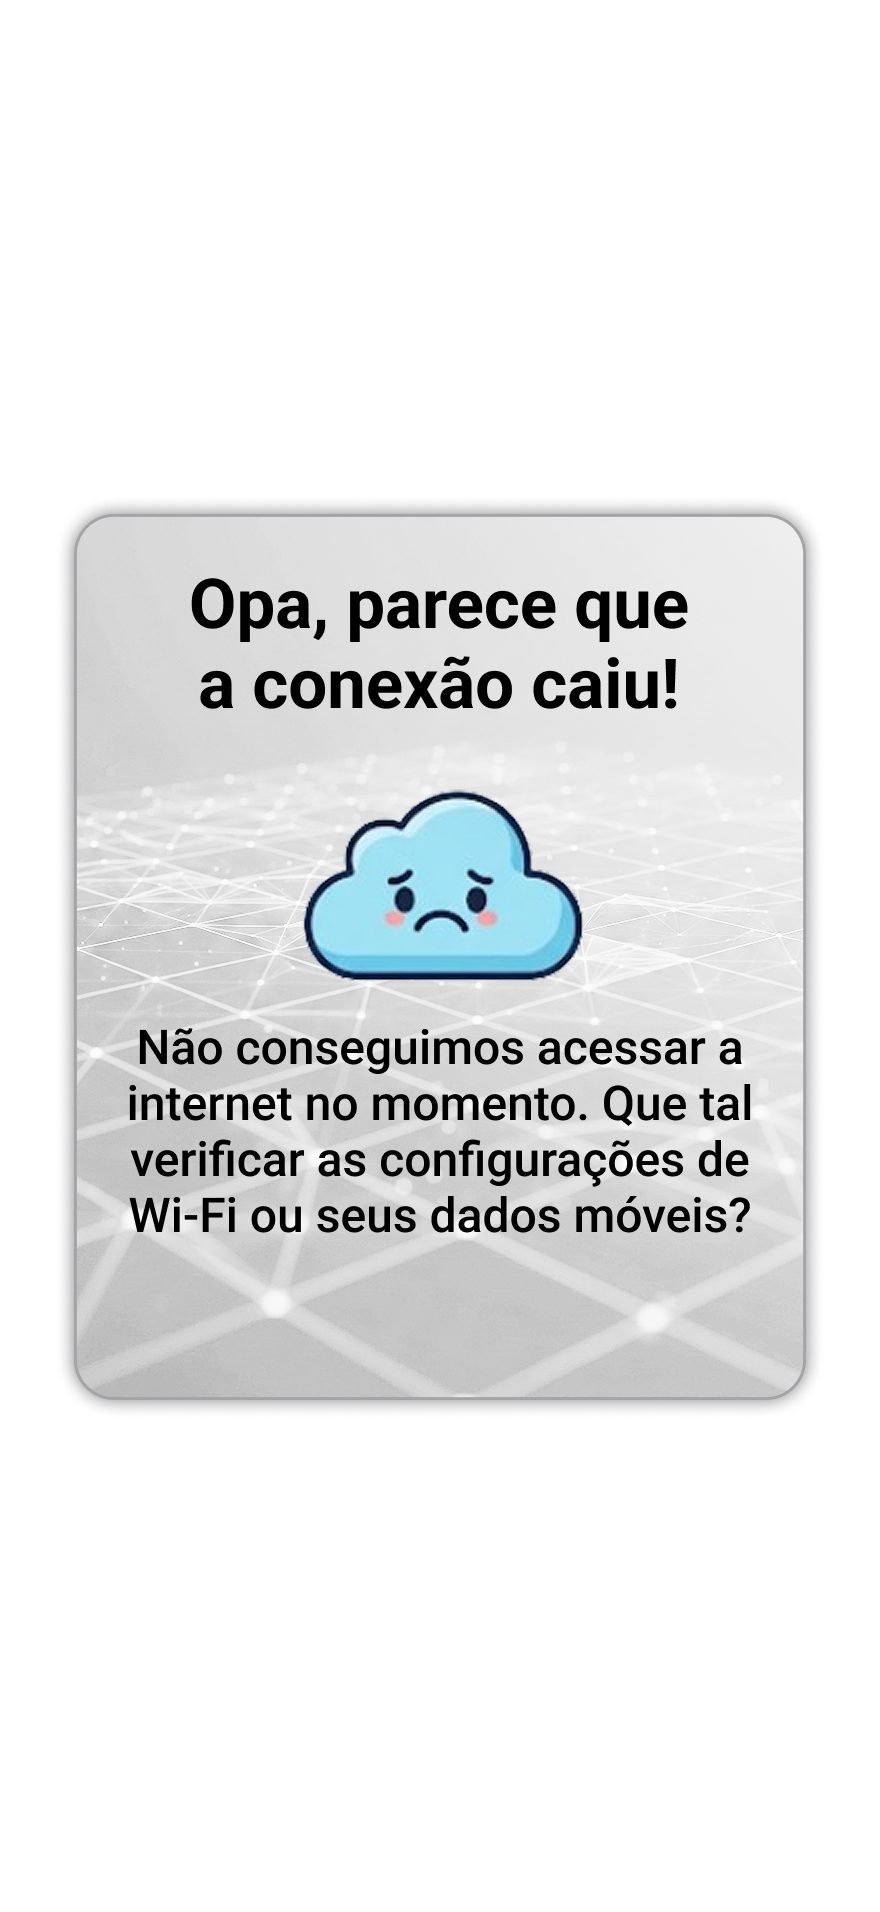 Opa, parece que
a conexão caiu!
Não conseguimos acessar a
internet no momento. Que tal
verificar as configurações de
Wi-Fi ou seus dados móveis?